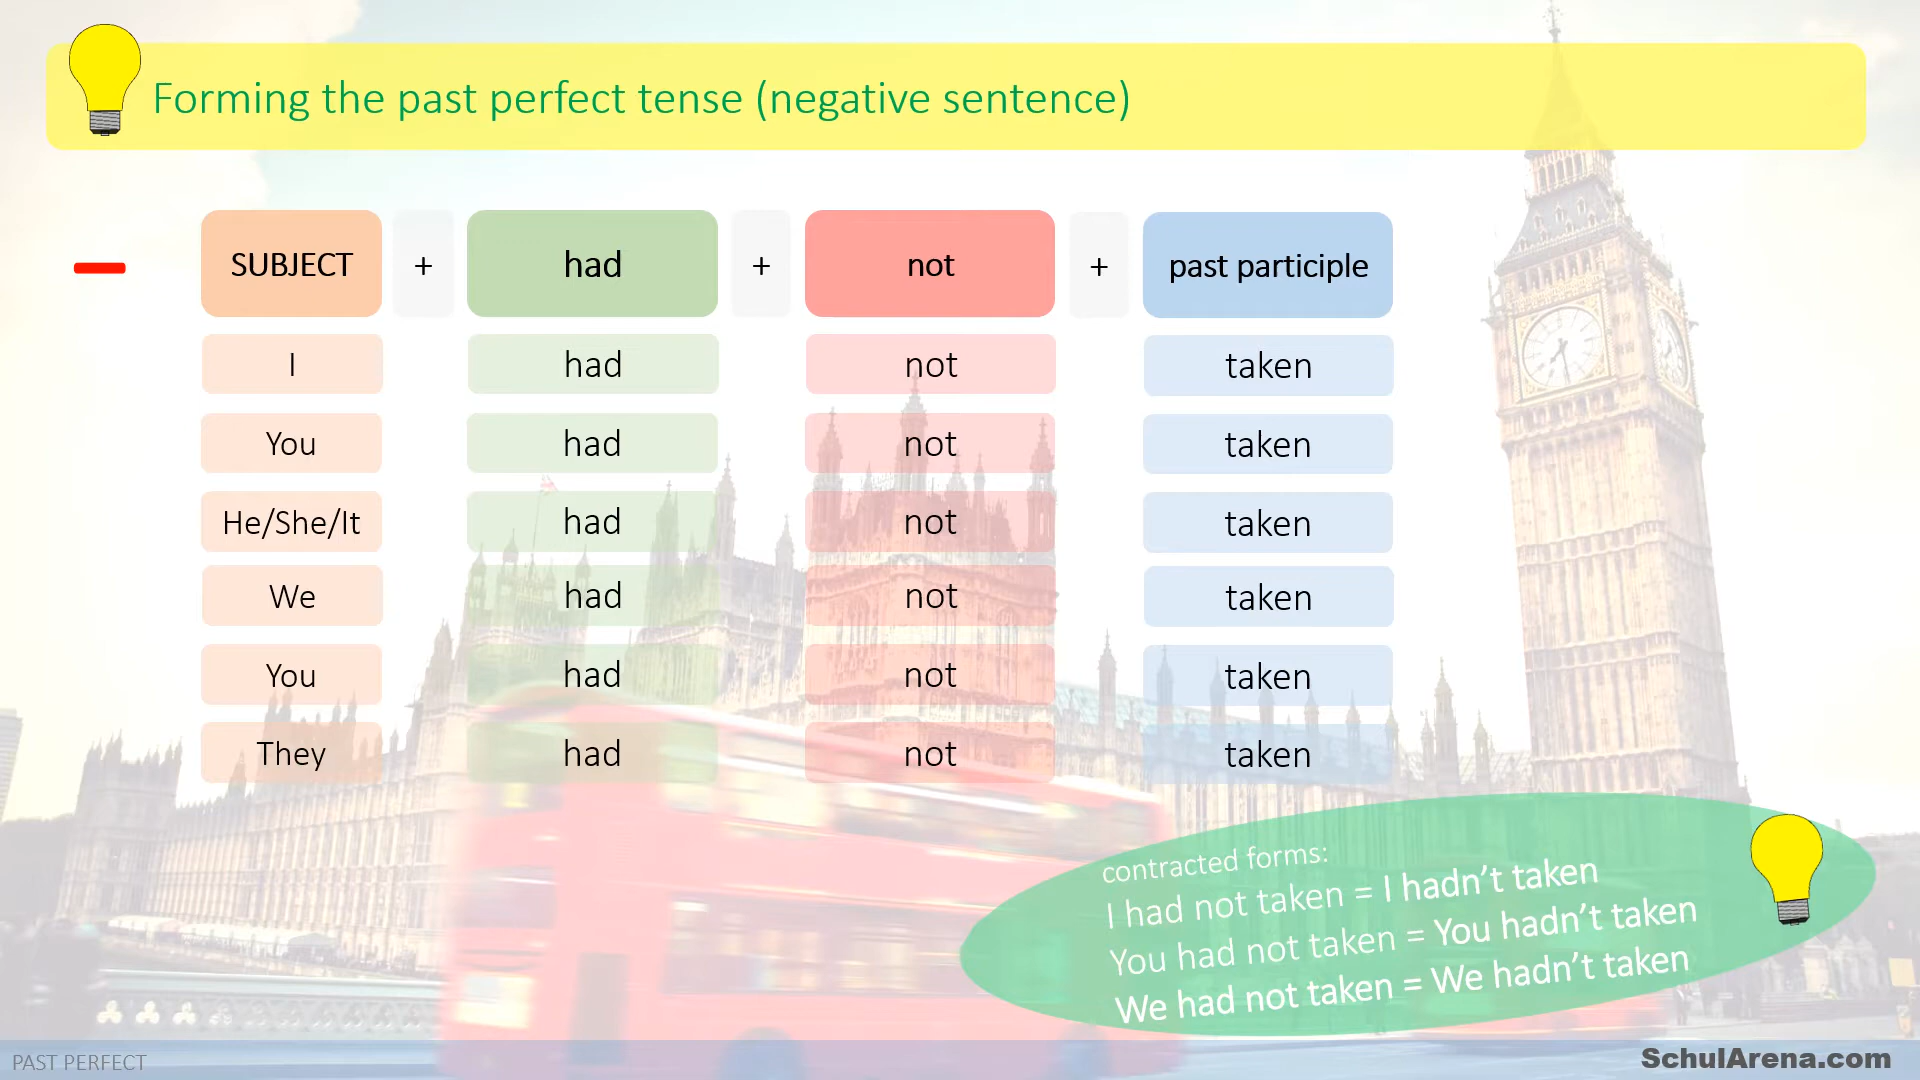 Forming the past perfect tense (negative sentence)
SUBJECT + had + not + past participle
I had not taken
You had not taken
He/She/It had not taken
We had not taken
You had not taken
They had not taken
contracted forms:
I had not taken = I hadn’t taken
You had not taken = You hadn’t taken
We had not taken = We hadn’t taken
PAST PERFECT
SchulArena.com